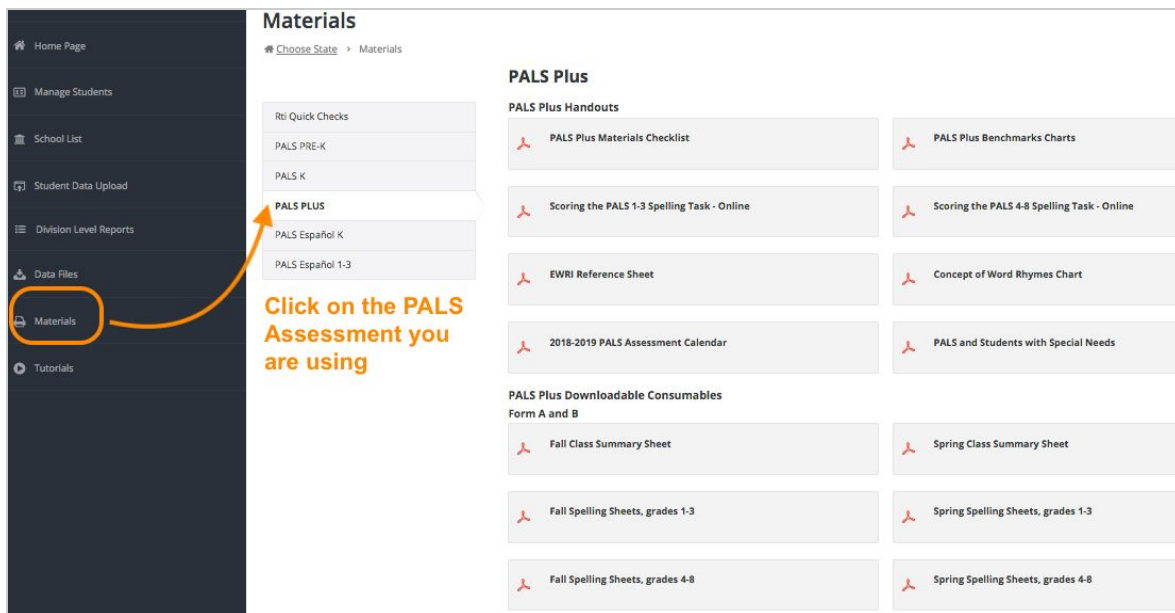 Materials
Choose State > Materials
Home Page
Manage Students
School List
Student Data Upload
Division Level Reports
Data Files
Materials
Tutorials
Rti Quick Checks
PALS PRE-K
PALS K
PALS PLUS
PALS Español K
PALS Español 1-3
Click on the PALS
Assessment you
are using
PALS Plus
PALS Plus Handouts
PALS Plus Materials Checklist
PALS Plus Benchmarks Charts
Scoring the PALS 1-3 Spelling Task - Online
Scoring the PALS 4-8 Spelling Task - Online
EWRI Reference Sheet
Concept of Word Rhymes Chart
2018-2019 PALS Assessment Calendar
PALS and Students with Special Needs
PALS Plus Downloadable Consumables
Form A and B
Fall Class Summary Sheet
Spring Class Summary Sheet
Fall Spelling Sheets, grades 1-3
Spring Spelling Sheets, grades 1-3
Fall Spelling Sheets, grades 4-8
Spring Spelling Sheets, grades 4-8